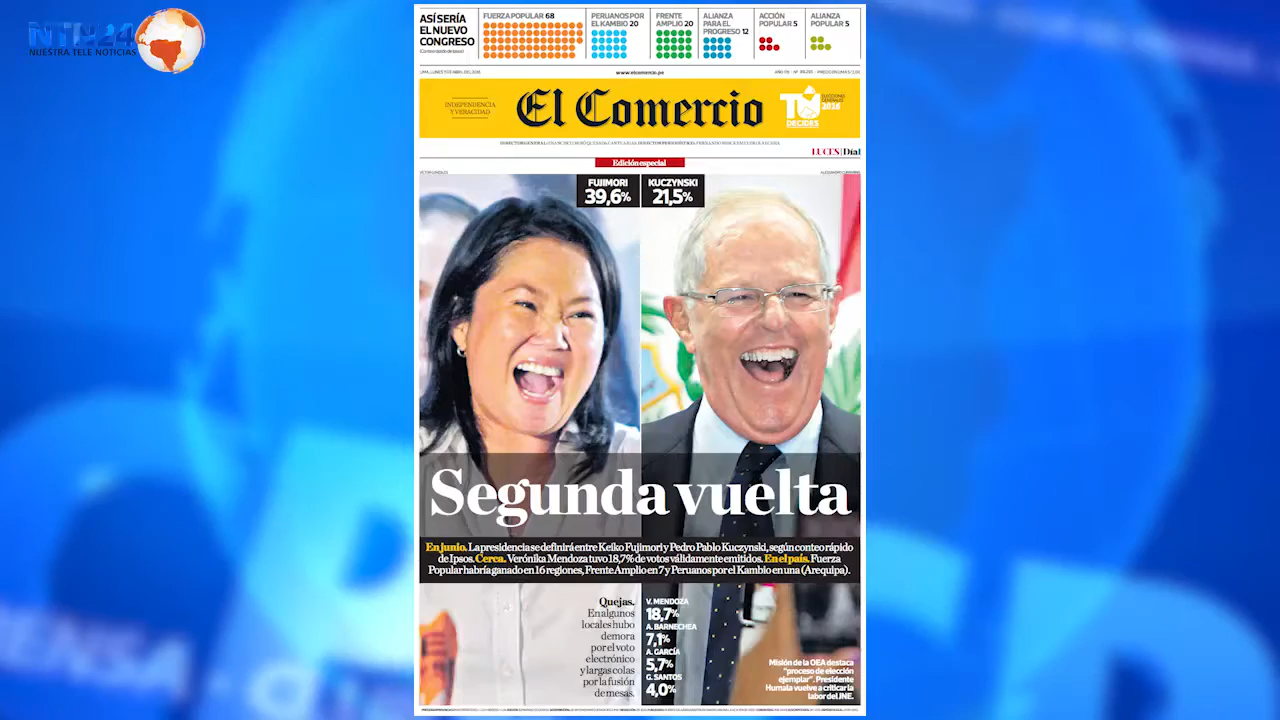 NTN24
NUESTRA TELE NOTICIAS
ASÍ SERÍA
EL NUEVO
CONGRESO
FUERZA POPULAR 68
PERUANOS POR
EL KAMBIO 20
FRENTE
AMPLIO 20
ALIANZA
PARA EL
PROGRESO 12
ACCIÓN
POPULAR 5
ALIANZA
POPULAR 5
www.elcomercio.pe
INDEPENDENCIA
Y VERACIDAD
El Comercio
TÚ
DECIDES
ELECCIONES
GENERALES
2016
LUCES|Día1
Edición especial
FUJIMORI
39,6%
KUCZYNSKI
21,5%
Segunda vuelta
En junio. La presidencia se definirá entre Keiko Fujimori y Pedro Pablo Kuczynski, según conteo rápido
de Ipsos. Cerca. Verónika Mendoza tuvo 18,7% de votos válidamente emitidos. En el país. Fuerza
Popular habría ganado en 16 regiones, Frente Amplio en 7 y Peruanos por el Kambio en una (Arequipa).
Quejas.
En algunos
locales hubo
demora
por el voto
electrónico
y largas colas
por la fusión
de mesas.
V. MENDOZA
18,7%
A. BARNECHEA
7,1%
A. GARCÍA
5,7%
G. SANTOS
4,0%
Misión de la OEA destaca
"proceso de elección
ejemplar". Presidente
Humala vuelve a criticar la
labor del JNE.